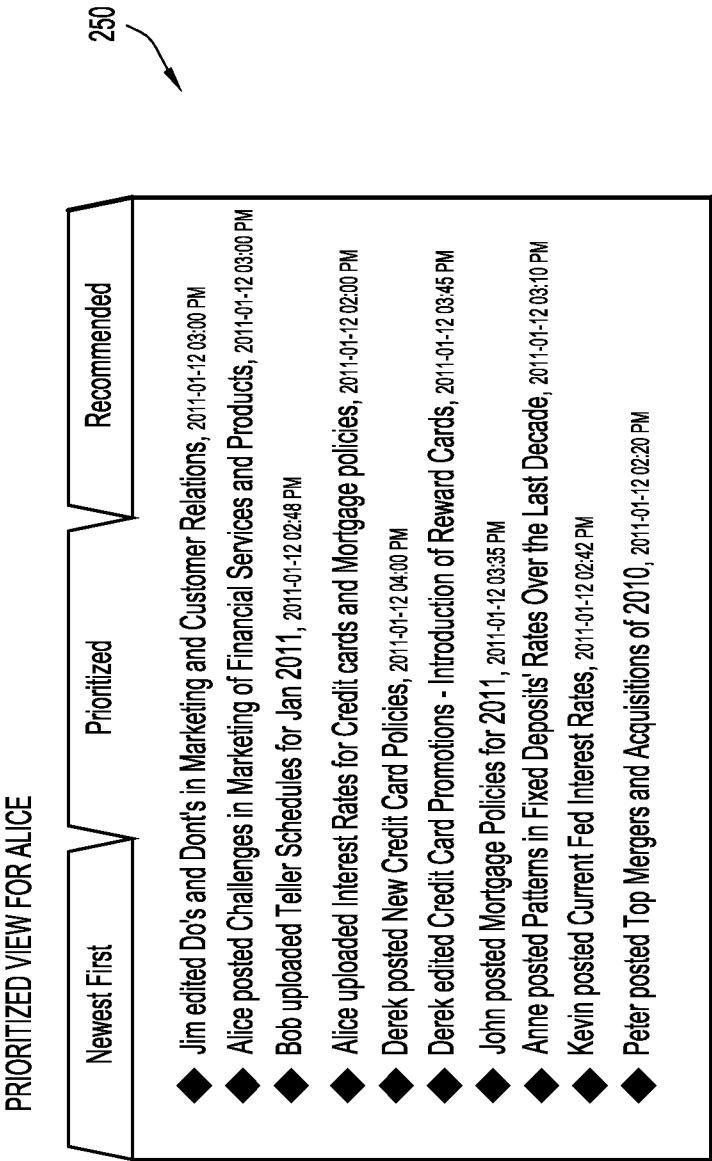 PRIORITIZED VIEW FOR ALICE
250
Newest First
Prioritized
Recommended
Jim edited Do's and Dont's in Marketing and Customer Relations, 2011-01-12 03:00 PM
Alice posted Challenges in Marketing of Financial Services and Products, 2011-01-12 03:00 PM
Bob uploaded Teller Schedules for Jan 2011, 2011-01-12 02:48 PM
Alice uploaded Interest Rates for Credit cards and Mortgage policies, 2011-01-12 02:00 PM
Derek posted New Credit Card Policies, 2011-01-12 04:00 PM
Derek edited Credit Card Promotions - Introduction of Reward Cards, 2011-01-12 03:45 PM
John posted Mortgage Policies for 2011, 2011-01-12 03:35 PM
Anne posted Patterns in Fixed Deposits' Rates Over the Last Decade, 2011-01-12 03:10 PM
Kevin posted Current Fed Interest Rates, 2011-01-12 02:42 PM
Peter posted Top Mergers and Acquisitions of 2010, 2011-01-12 02:20 PM